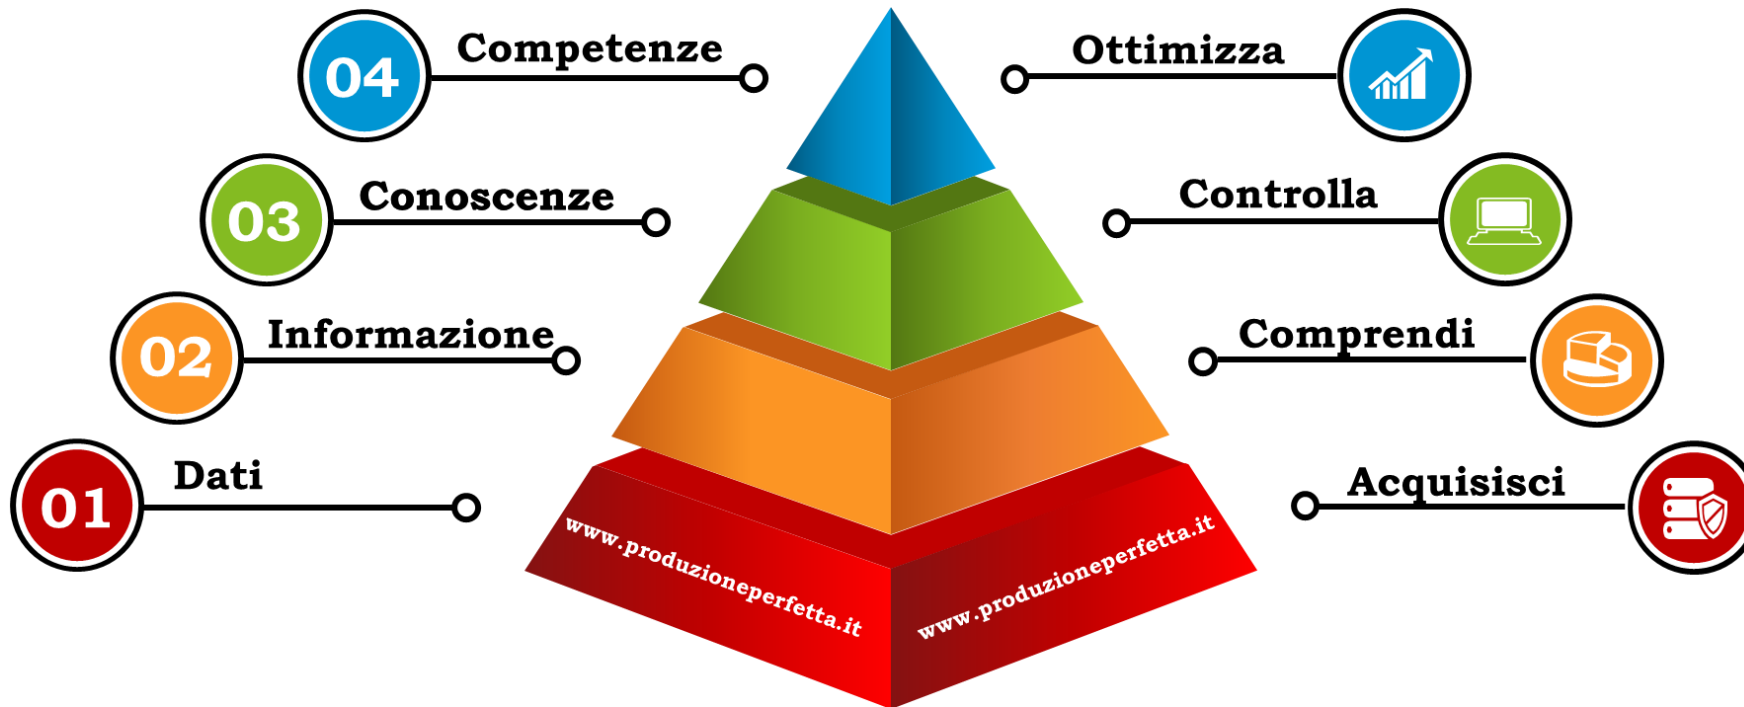 04
Competenze
Ottimizza
03
Conoscenze
Controlla
02
Informazione
Comprendi
01
Dati
Acquisisci
www.produzioneperfetta.it
www.produzioneperfetta.it